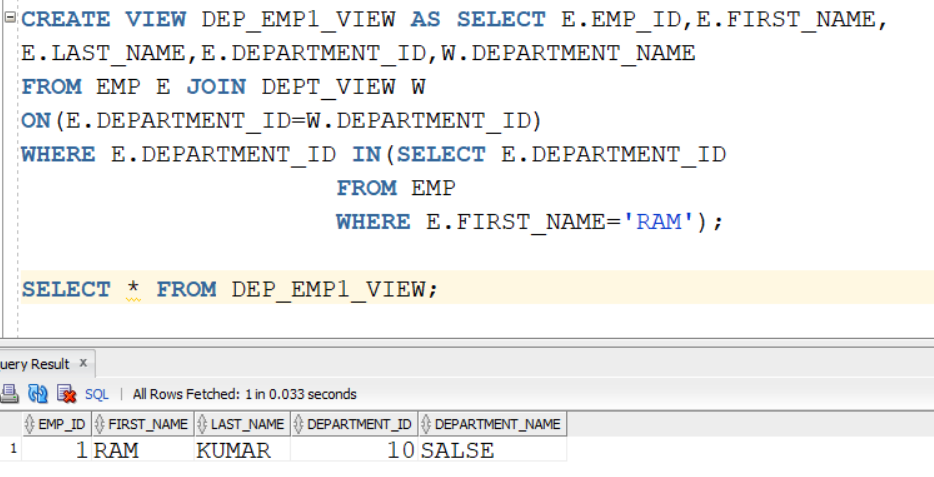 CREATE VIEW DEP_EMP1_VIEW AS SELECT E.EMP_ID,E.FIRST_NAME,
E.LAST_NAME,E.DEPARTMENT_ID,W.DEPARTMENT_NAME
FROM EMP E JOIN DEPT_VIEW W
ON(E.DEPARTMENT_ID=W.DEPARTMENT_ID)
WHERE E.DEPARTMENT_ID IN(SELECT E.DEPARTMENT_ID
FROM EMP
WHERE E.FIRST_NAME='RAM');
SELECT * FROM DEP_EMP1_VIEW;
uery Result x
SQL | All Rows Fetched: 1 in 0.033 seconds
EMP_ID FIRST_NAME LAST_NAME DEPARTMENT_ID DEPARTMENT_NAME
1 1 RAM KUMAR 10 SALSE